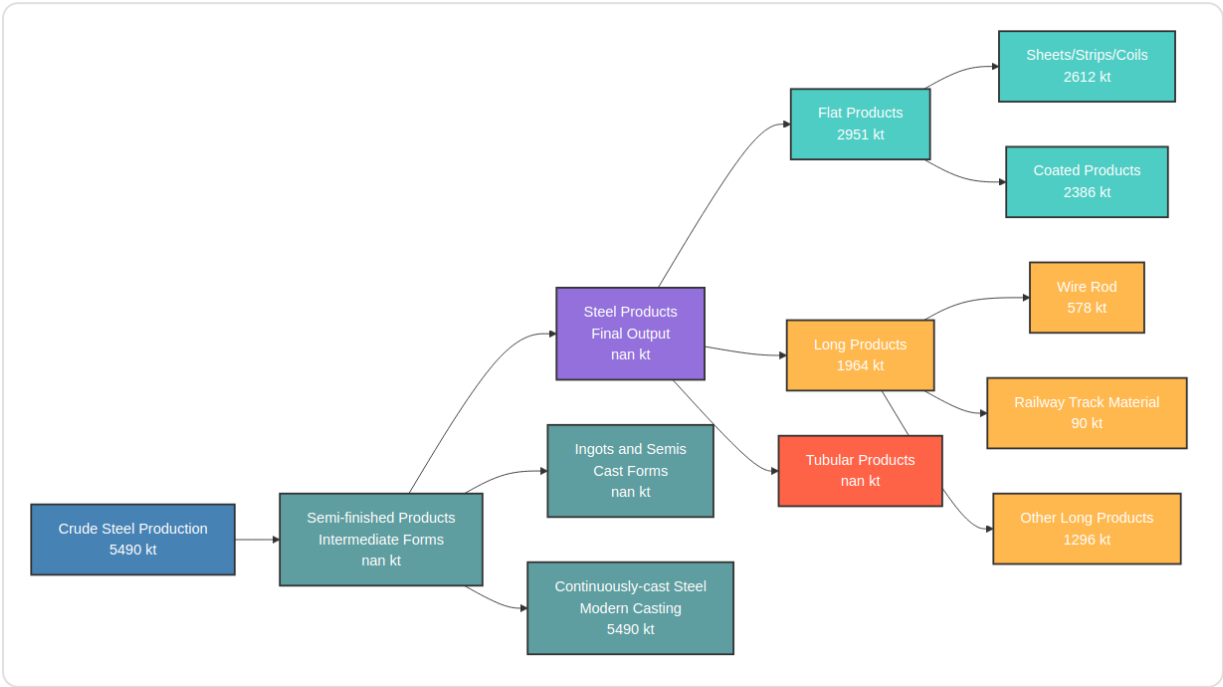 Crude Steel Production
5490 kt
Semi-finished Products
Intermediate Forms
nan kt
Steel Products
Final Output
nan kt
Ingots and Semis
Cast Forms
nan kt
Continuously-cast Steel
Modern Casting
5490 kt
Flat Products
2951 kt
Long Products
1964 kt
Tubular Products
nan kt
Sheets/Strips/Coils
2612 kt
Coated Products
2386 kt
Wire Rod
578 kt
Railway Track Material
90 kt
Other Long Products
1296 kt